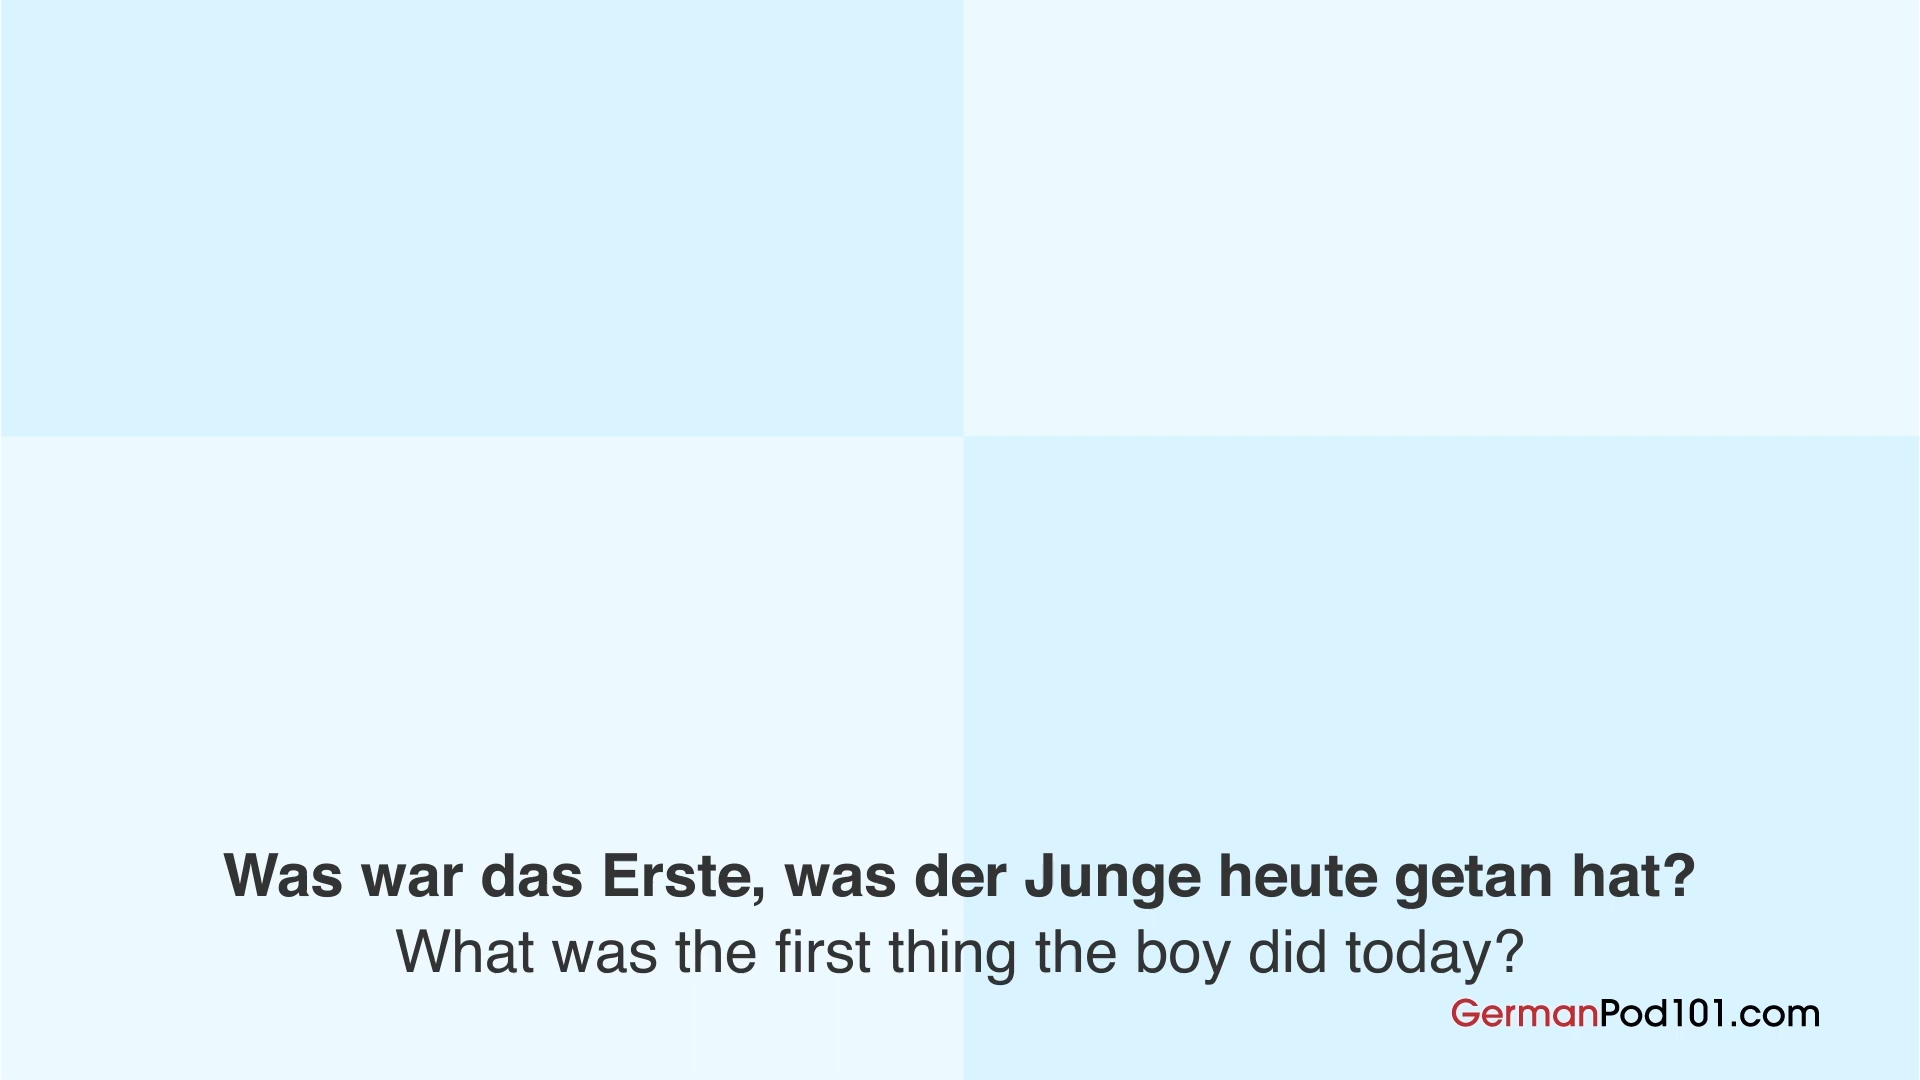 Was war das Erste, was der Junge heute getan hat?
What was the first thing the boy did today?
GermanPod101.com